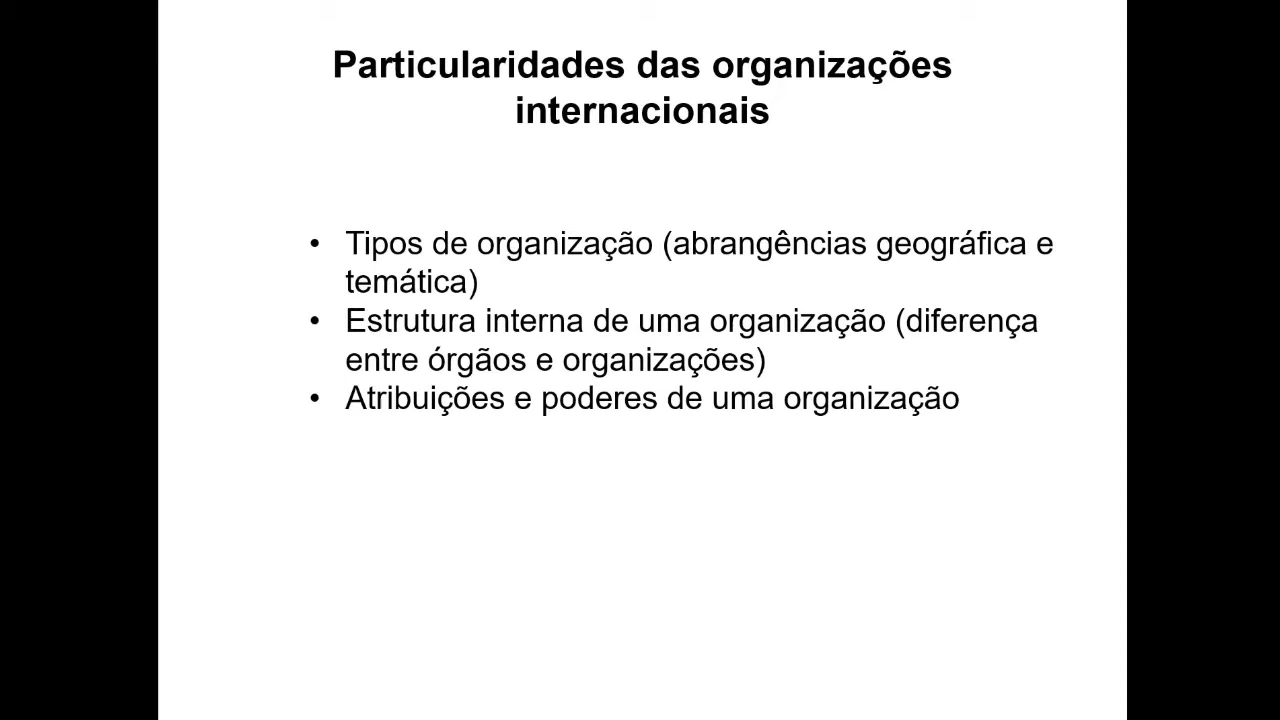 Particularidades das organizações
internacionais
• Tipos de organização (abrangências geográfica e
temática)
• Estrutura interna de uma organização (diferença
entre órgãos e organizações)
• Atribuições e poderes de uma organização